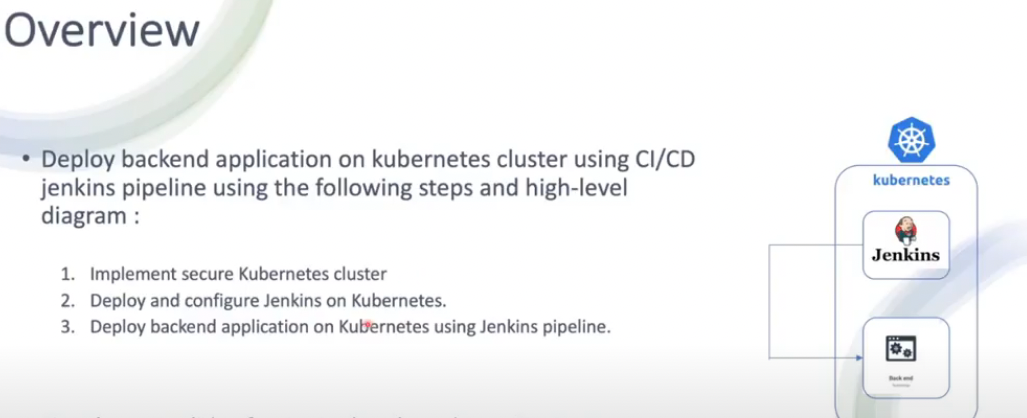 Overview
• Deploy backend application on kubernetes cluster using CI/CD
jenkins pipeline using the following steps and high-level
diagram :
1. Implement secure Kubernetes cluster
2. Deploy and configure Jenkins on Kubernetes.
3. Deploy backend application on Kubernetes using Jenkins pipeline.
kubernetes
Jenkins
Back end